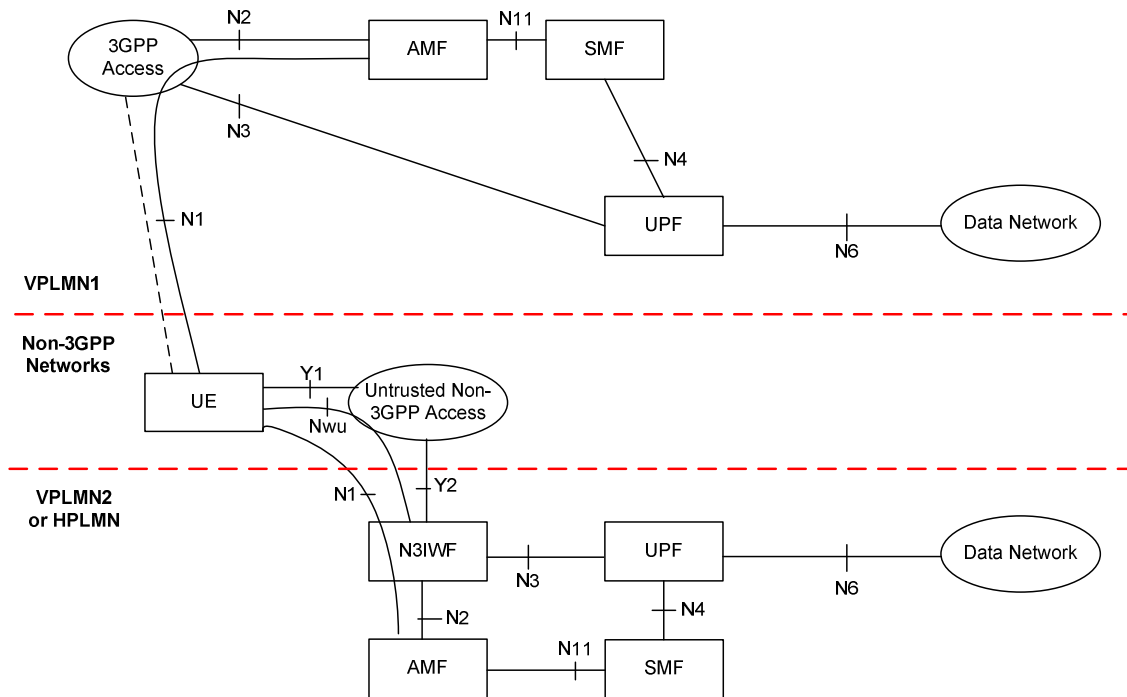 N2
N11
3GPP
Access
AMF
SMF
N3
N4
N1
UPF
Data Network
N6
VPLMN1
Non-3GPP
Networks
Y1
Untrusted Non-
3GPP Access
UE
Nwu
N1
Y2
VPLMN2
or HPLMN
N3IWF
UPF
Data Network
N3
N6
N2
N4
N11
AMF
SMF